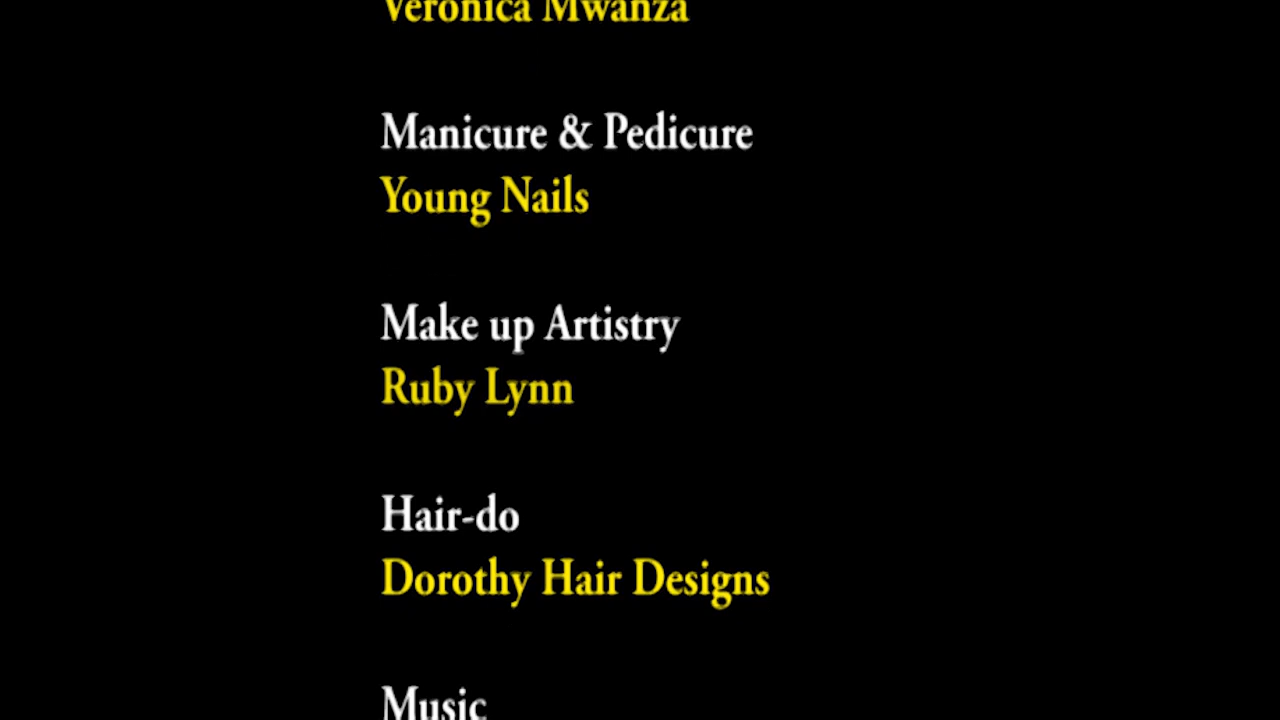 Veronica Mwanza
Manicure & Pedicure
Young Nails
Make up Artistry
Ruby Lynn
Hair-do
Dorothy Hair Designs
Music